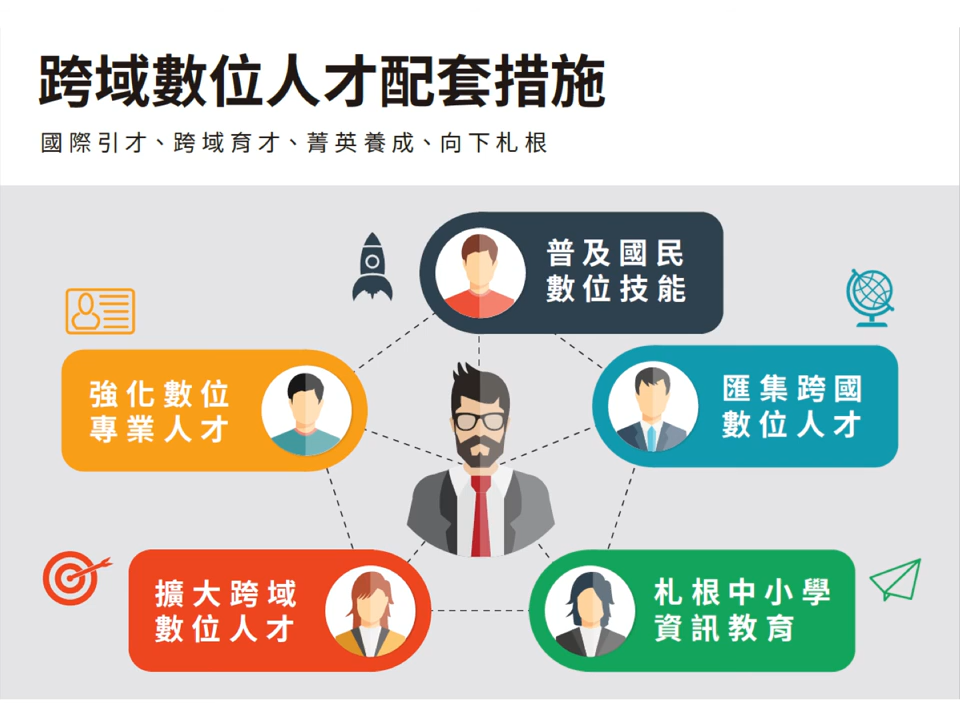 跨域數位人才配套措施
國際引才、跨域育才、菁英養成、向下札根
普及國民
數位技能
強化數位
專業人才
匯集跨國
數位人才
擴大跨域
數位人才
札根中小學
資訊教育